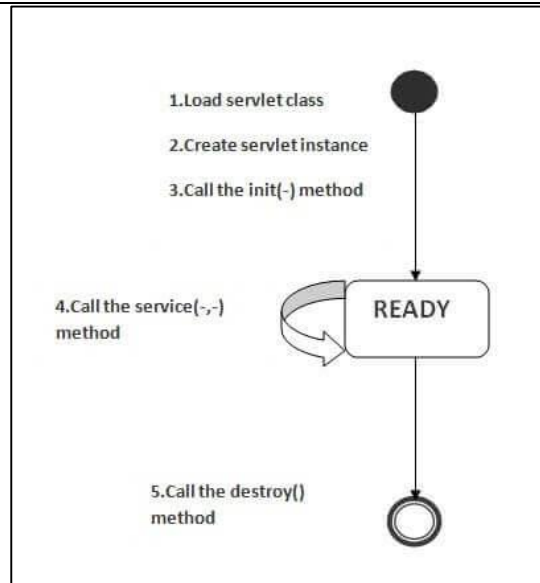 1.Load servlet class
2.Create servlet instance
3.Call the init(-) method
READY
4.Call the service(-,-)
method
5.Call the destroy()
method